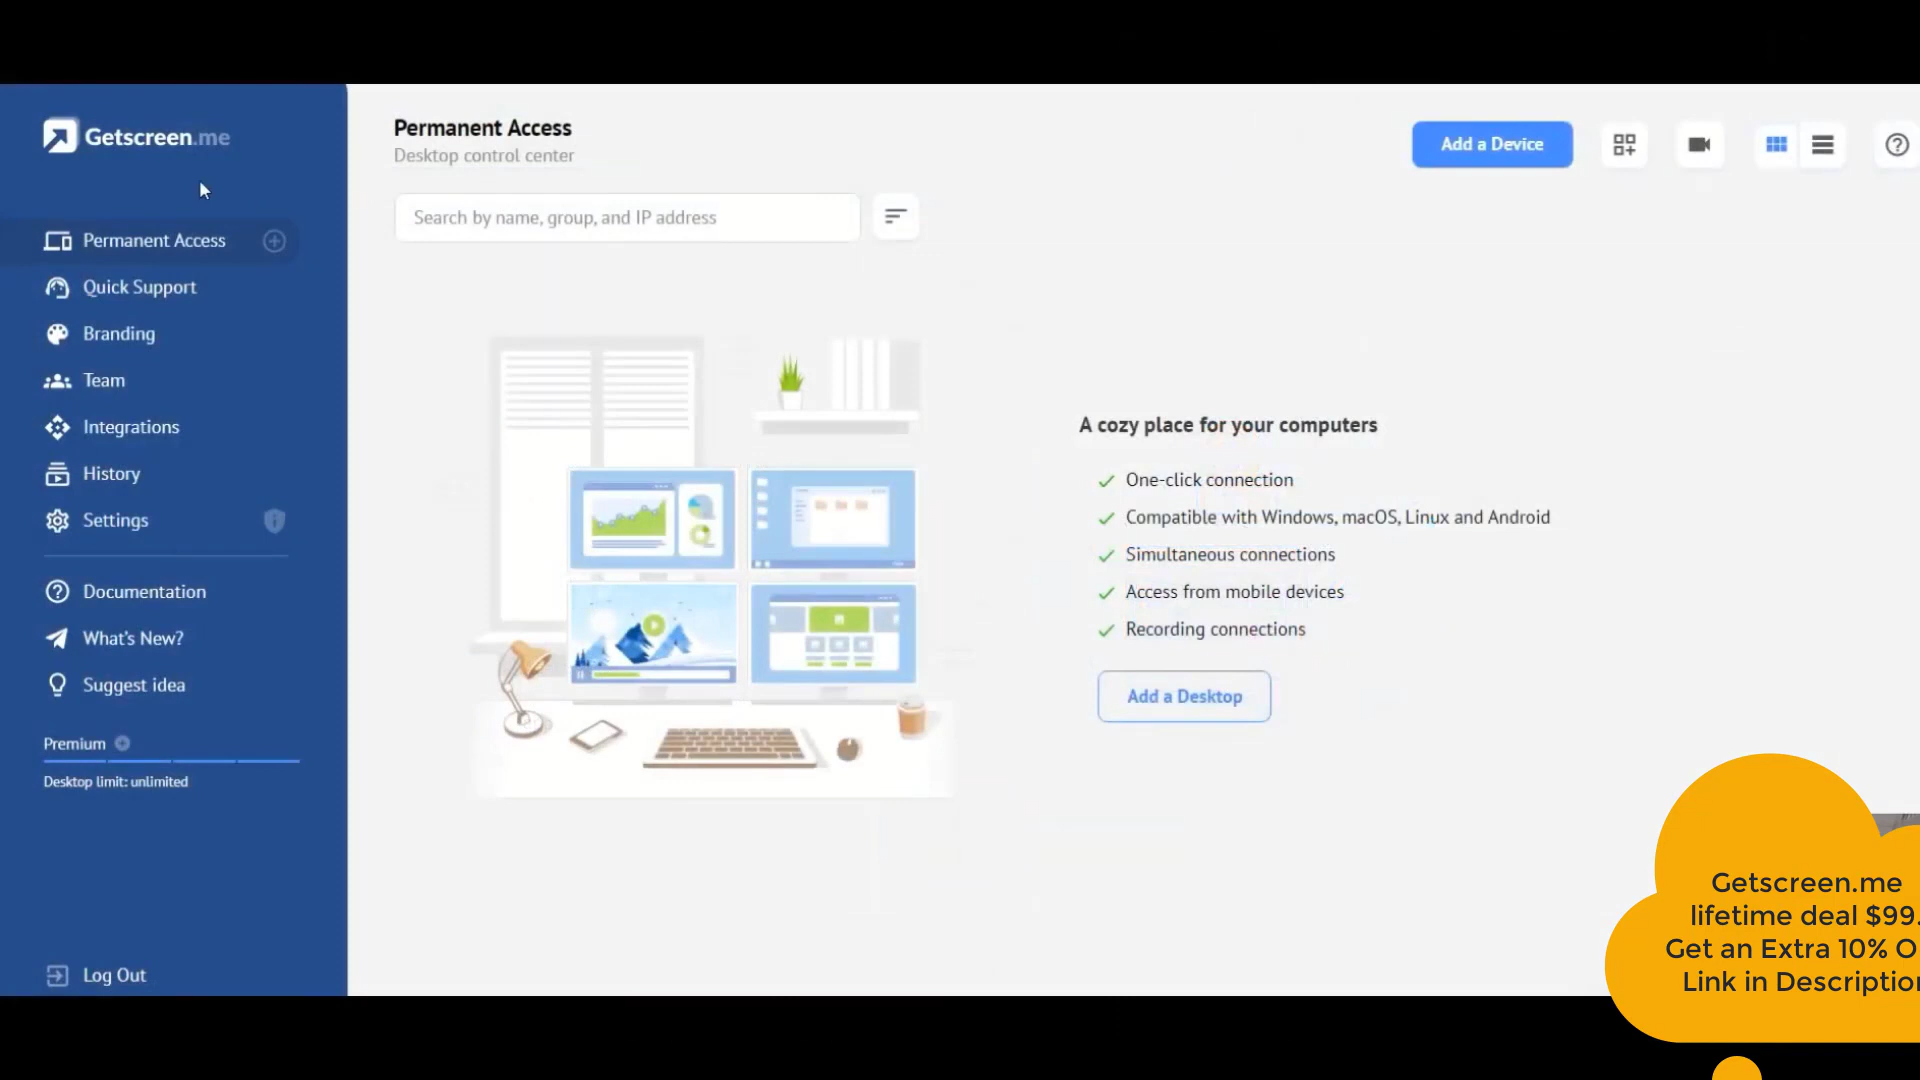 Getscreen.me
Permanent Access
Quick Support
Branding
Team
Integrations
History
Settings
Documentation
What's New?
Suggest idea
Premium
Desktop limit: unlimited
Log Out
Permanent Access
Desktop control center
Add a Device
Search by name, group, and IP address
A cozy place for your computers
One-click connection
Compatible with Windows, macOS, Linux and Android
Simultaneous connections
Access from mobile devices
Recording connections
Add a Desktop
Getscreen.me
lifetime deal $99.
Get an Extra 10% O
Link in Description